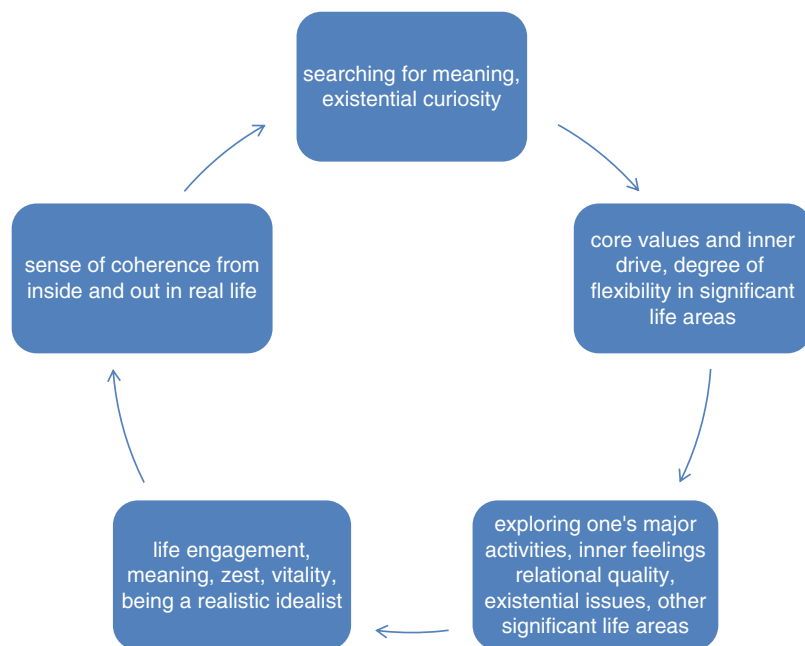 searching for meaning,
existential curiosity
core values and inner
drive, degree of
flexibility in significant
life areas
exploring one's major
activities, inner feelings
relational quality,
existential issues, other
significant life areas
life engagement,
meaning, zest, vitality,
being a realistic idealist
sense of coherence from
inside and out in real life